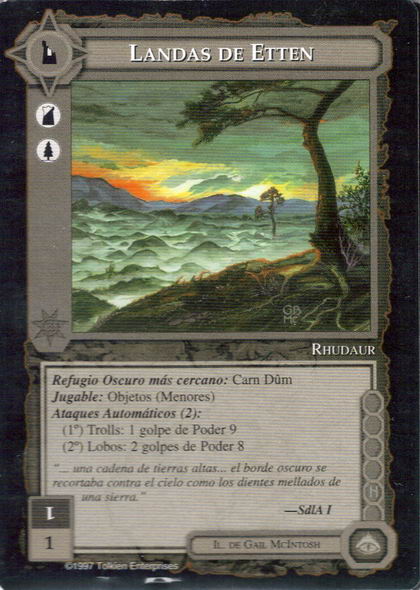 LANDAS DE ETTEN
GB
MC
RHUDAUR
Refugio Oscuro más cercano: Carn Dûm
Jugable: Objetos (Menores)
Ataques Automáticos (2):
(1º) Trolls: 1 golpe de Poder 9
(2º) Lobos: 2 golpes de Poder 8
"... una cadena de tierras altas... el borde oscuro se
recortaba contra el cielo como los dientes mellados de
una sierra."
—SdlA I
1
1
IL. DE GAIL MCINTOSH
©1997 Tolkien Enterprises